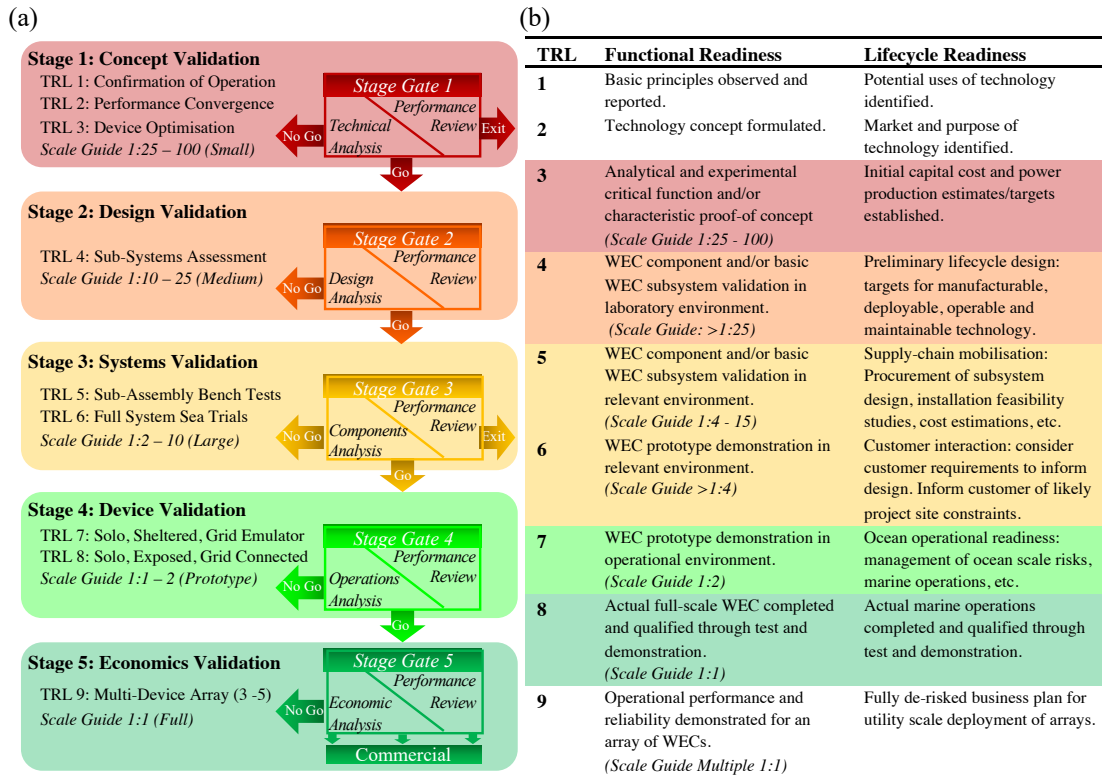 (a)
Stage 1: Concept Validation
TRL 1: Confirmation of Operation
TRL 2: Performance Convergence
TRL 3: Device Optimisation
Scale Guide 1:25 – 100 (Small)
Stage Gate 1
Performance
Review
Technical
Analysis
No Go
Exit
Go
Stage 2: Design Validation
TRL 4: Sub-Systems Assessment
Scale Guide 1:10 – 25 (Medium)
Stage Gate 2
Performance
Review
Design
Analysis
No Go
Go
Stage 3: Systems Validation
TRL 5: Sub-Assembly Bench Tests
TRL 6: Full System Sea Trials
Scale Guide 1:2 – 10 (Large)
Stage Gate 3
Performance
Review
Components
Analysis
No Go
Exit
Go
Stage 4: Device Validation
TRL 7: Solo, Sheltered, Grid Emulator
TRL 8: Solo, Exposed, Grid Connected
Scale Guide 1:1 – 2 (Prototype)
Stage Gate 4
Performance
Review
Operations
Analysis
No Go
Go
Stage 5: Economics Validation
TRL 9: Multi-Device Array (3 -5)
Scale Guide 1:1 (Full)
Stage Gate 5
Performance
Review
Economic
Analysis
No Go
Commercial
(b)
TRL Functional Readiness Lifecycle Readiness
1 Basic principles observed and Potential uses of technology
reported. identified.
2 Technology concept formulated. Market and purpose of
technology identified.
3 Analytical and experimental Initial capital cost and power
critical function and/or production estimates/targets
characteristic proof-of concept established.
(Scale Guide 1:25 - 100)
4 WEC component and/or basic Preliminary lifecycle design:
WEC subsystem validation in targets for manufacturable,
laboratory environment. deployable, operable and
(Scale Guide: >1:25) maintainable technology.
5 WEC component and/or basic Supply-chain mobilisation:
WEC subsystem validation in Procurement of subsystem
relevant environment. design, installation feasibility
(Scale Guide 1:4 - 15) studies, cost estimations, etc.
6 WEC prototype demonstration in Customer interaction: consider
relevant environment. customer requirements to inform
(Scale Guide >1:4) design. Inform customer of likely
project site constraints.
7 WEC prototype demonstration in Ocean operational readiness:
operational environment. management of ocean scale risks,
(Scale Guide 1:2) marine operations, etc.
8 Actual full-scale WEC completed Actual marine operations
and qualified through test and completed and qualified through
demonstration. test and demonstration.
(Scale Guide 1:1)
9 Operational performance and Fully de-risked business plan for
reliability demonstrated for an utility scale deployment of arrays.
array of WECs.
(Scale Guide Multiple 1:1)